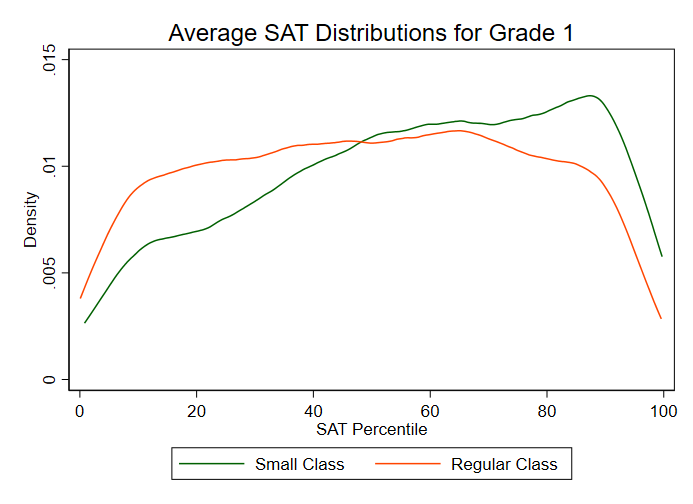 Average SAT Distributions for Grade 1
.015
.01
.005
0
Density
0 20 40 60 80 100
SAT Percentile
Small Class Regular Class